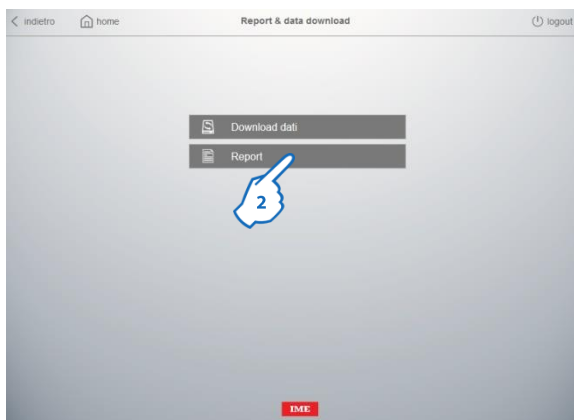 indietro home Report & data download logout
Download dati
Report
2
IME